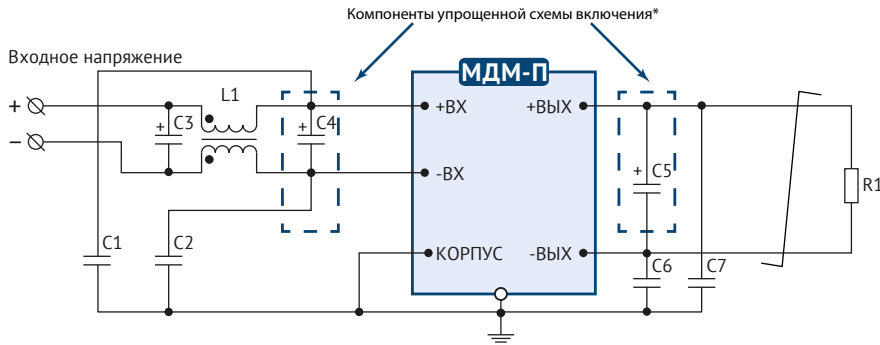 Компоненты упрощенной схемы включения*
Входное напряжение
МДМ-П
L1
+
+ C3
+ C4
+ВХ
+ВЫХ
−
-ВХ
+ C5
R1
C1
C2
КОРПУС
-ВЫХ
C6
C7